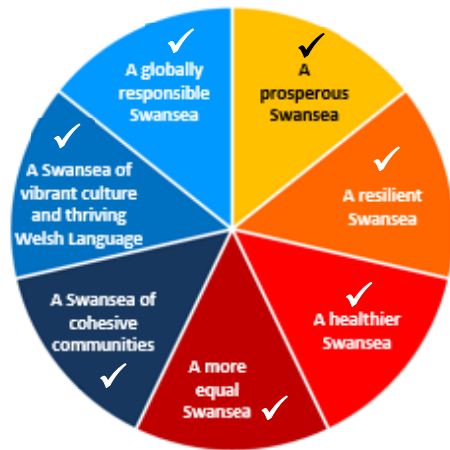 A
prosperous
Swansea
A resilient
Swansea
A healthier
Swansea
A more
equal
Swansea
A Swansea of
cohesive
communities
A Swansea of
vibrant culture
and thriving
Welsh Language
A globally
responsible
Swansea